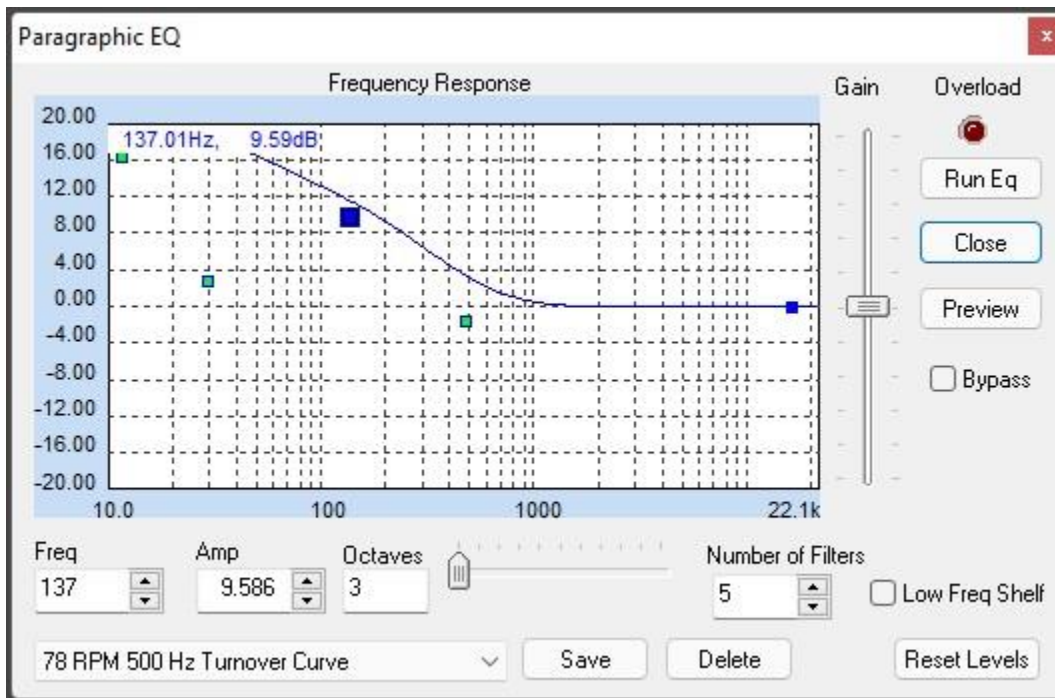 Paragraphic EQ
x
Frequency Response
Gain
Overload
20.00
137.01Hz, 9.59dB
16.00
12.00
8.00
4.00
0.00
-4.00
-8.00
-12.00
-16.00
-20.00
10.0 100 1000 22.1k
Run Eq
Close
Preview
Bypass
Freq
137
Amp
9.586
Octaves
3
Number of Filters
5
Low Freq Shelf
78 RPM 500 Hz Turnover Curve
Save
Delete
Reset Levels